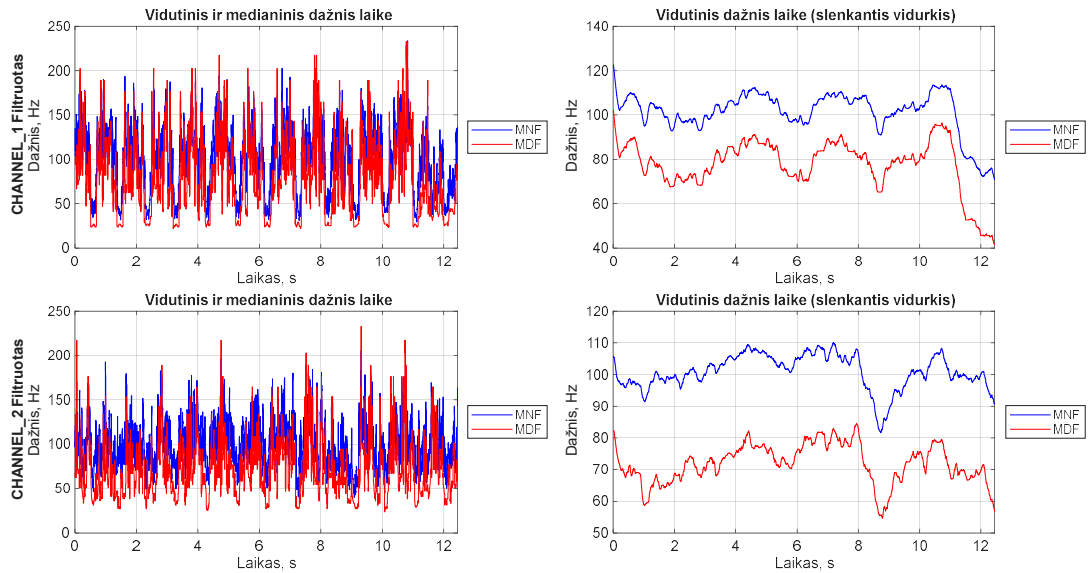 Vidutinis ir medianinis dažnis laike
CHANNEL_1 Filtruotas
Dažnis, Hz
250
200
150
100
50
0
0 2 4 6 8 10 12
Laikas, s
MNF
MDF
Vidutinis dažnis laike (slenkantis vidurkis)
Dažnis, Hz
140
120
100
80
60
40
0 2 4 6 8 10 12
Laikas, s
MNF
MDF
Vidutinis ir medianinis dažnis laike
CHANNEL_2 Filtruotas
Dažnis, Hz
250
200
150
100
50
0
0 2 4 6 8 10 12
Laikas, s
MNF
MDF
Vidutinis dažnis laike (slenkantis vidurkis)
Dažnis, Hz
120
110
100
90
80
70
60
50
0 2 4 6 8 10 12
Laikas, s
MNF
MDF